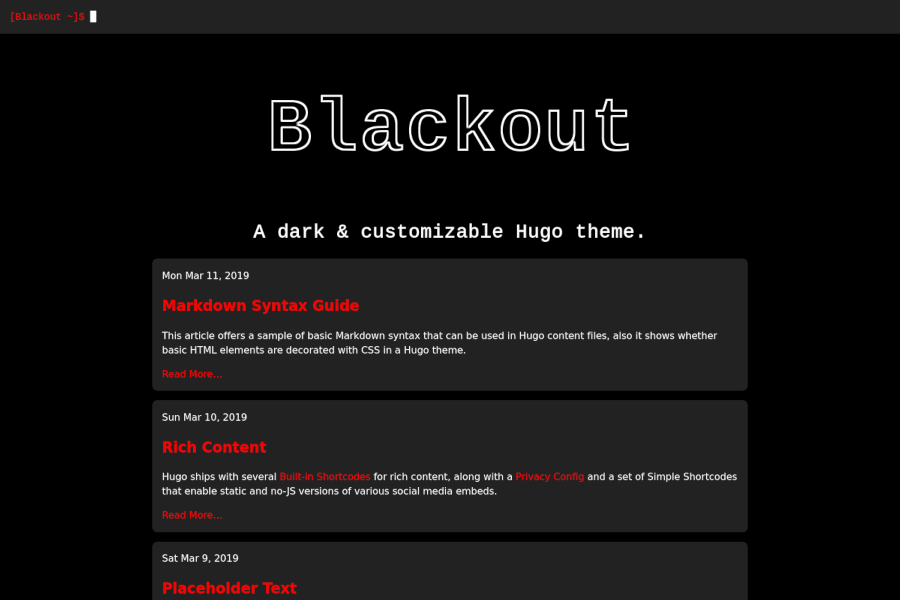 [Blackout ~]$
Blackout
A dark & customizable Hugo theme.
Mon Mar 11, 2019
Markdown Syntax Guide
This article offers a sample of basic Markdown syntax that can be used in Hugo content files, also it shows whether
basic HTML elements are decorated with CSS in a Hugo theme.
Read More...
Sun Mar 10, 2019
Rich Content
Hugo ships with several Built-in Shortcodes for rich content, along with a Privacy Config and a set of Simple Shortcodes
that enable static and no-JS versions of various social media embeds.
Read More...
Sat Mar 9, 2019
Placeholder Text